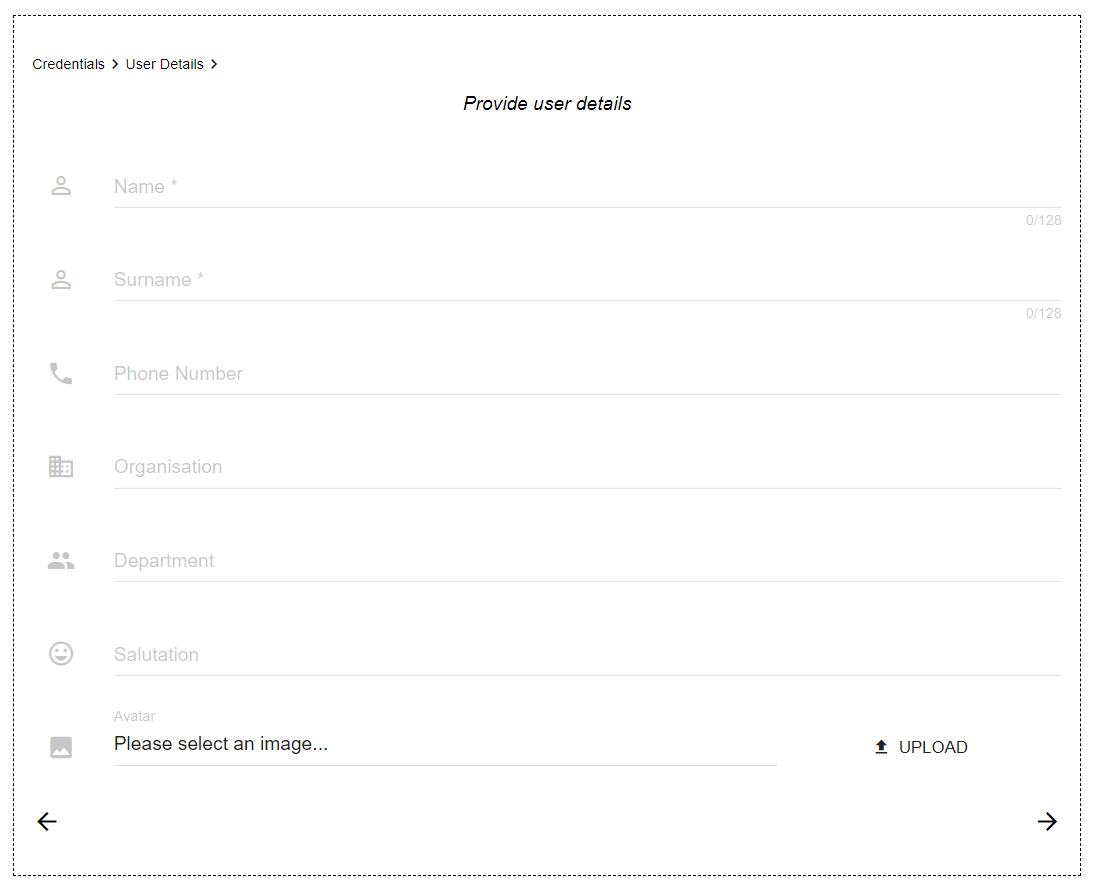 Credentials > User Details >
Provide user details
Name *
0/128
Surname *
0/128
Phone Number
Organisation
Department
Salutation
Avatar
Please select an image...
UPLOAD